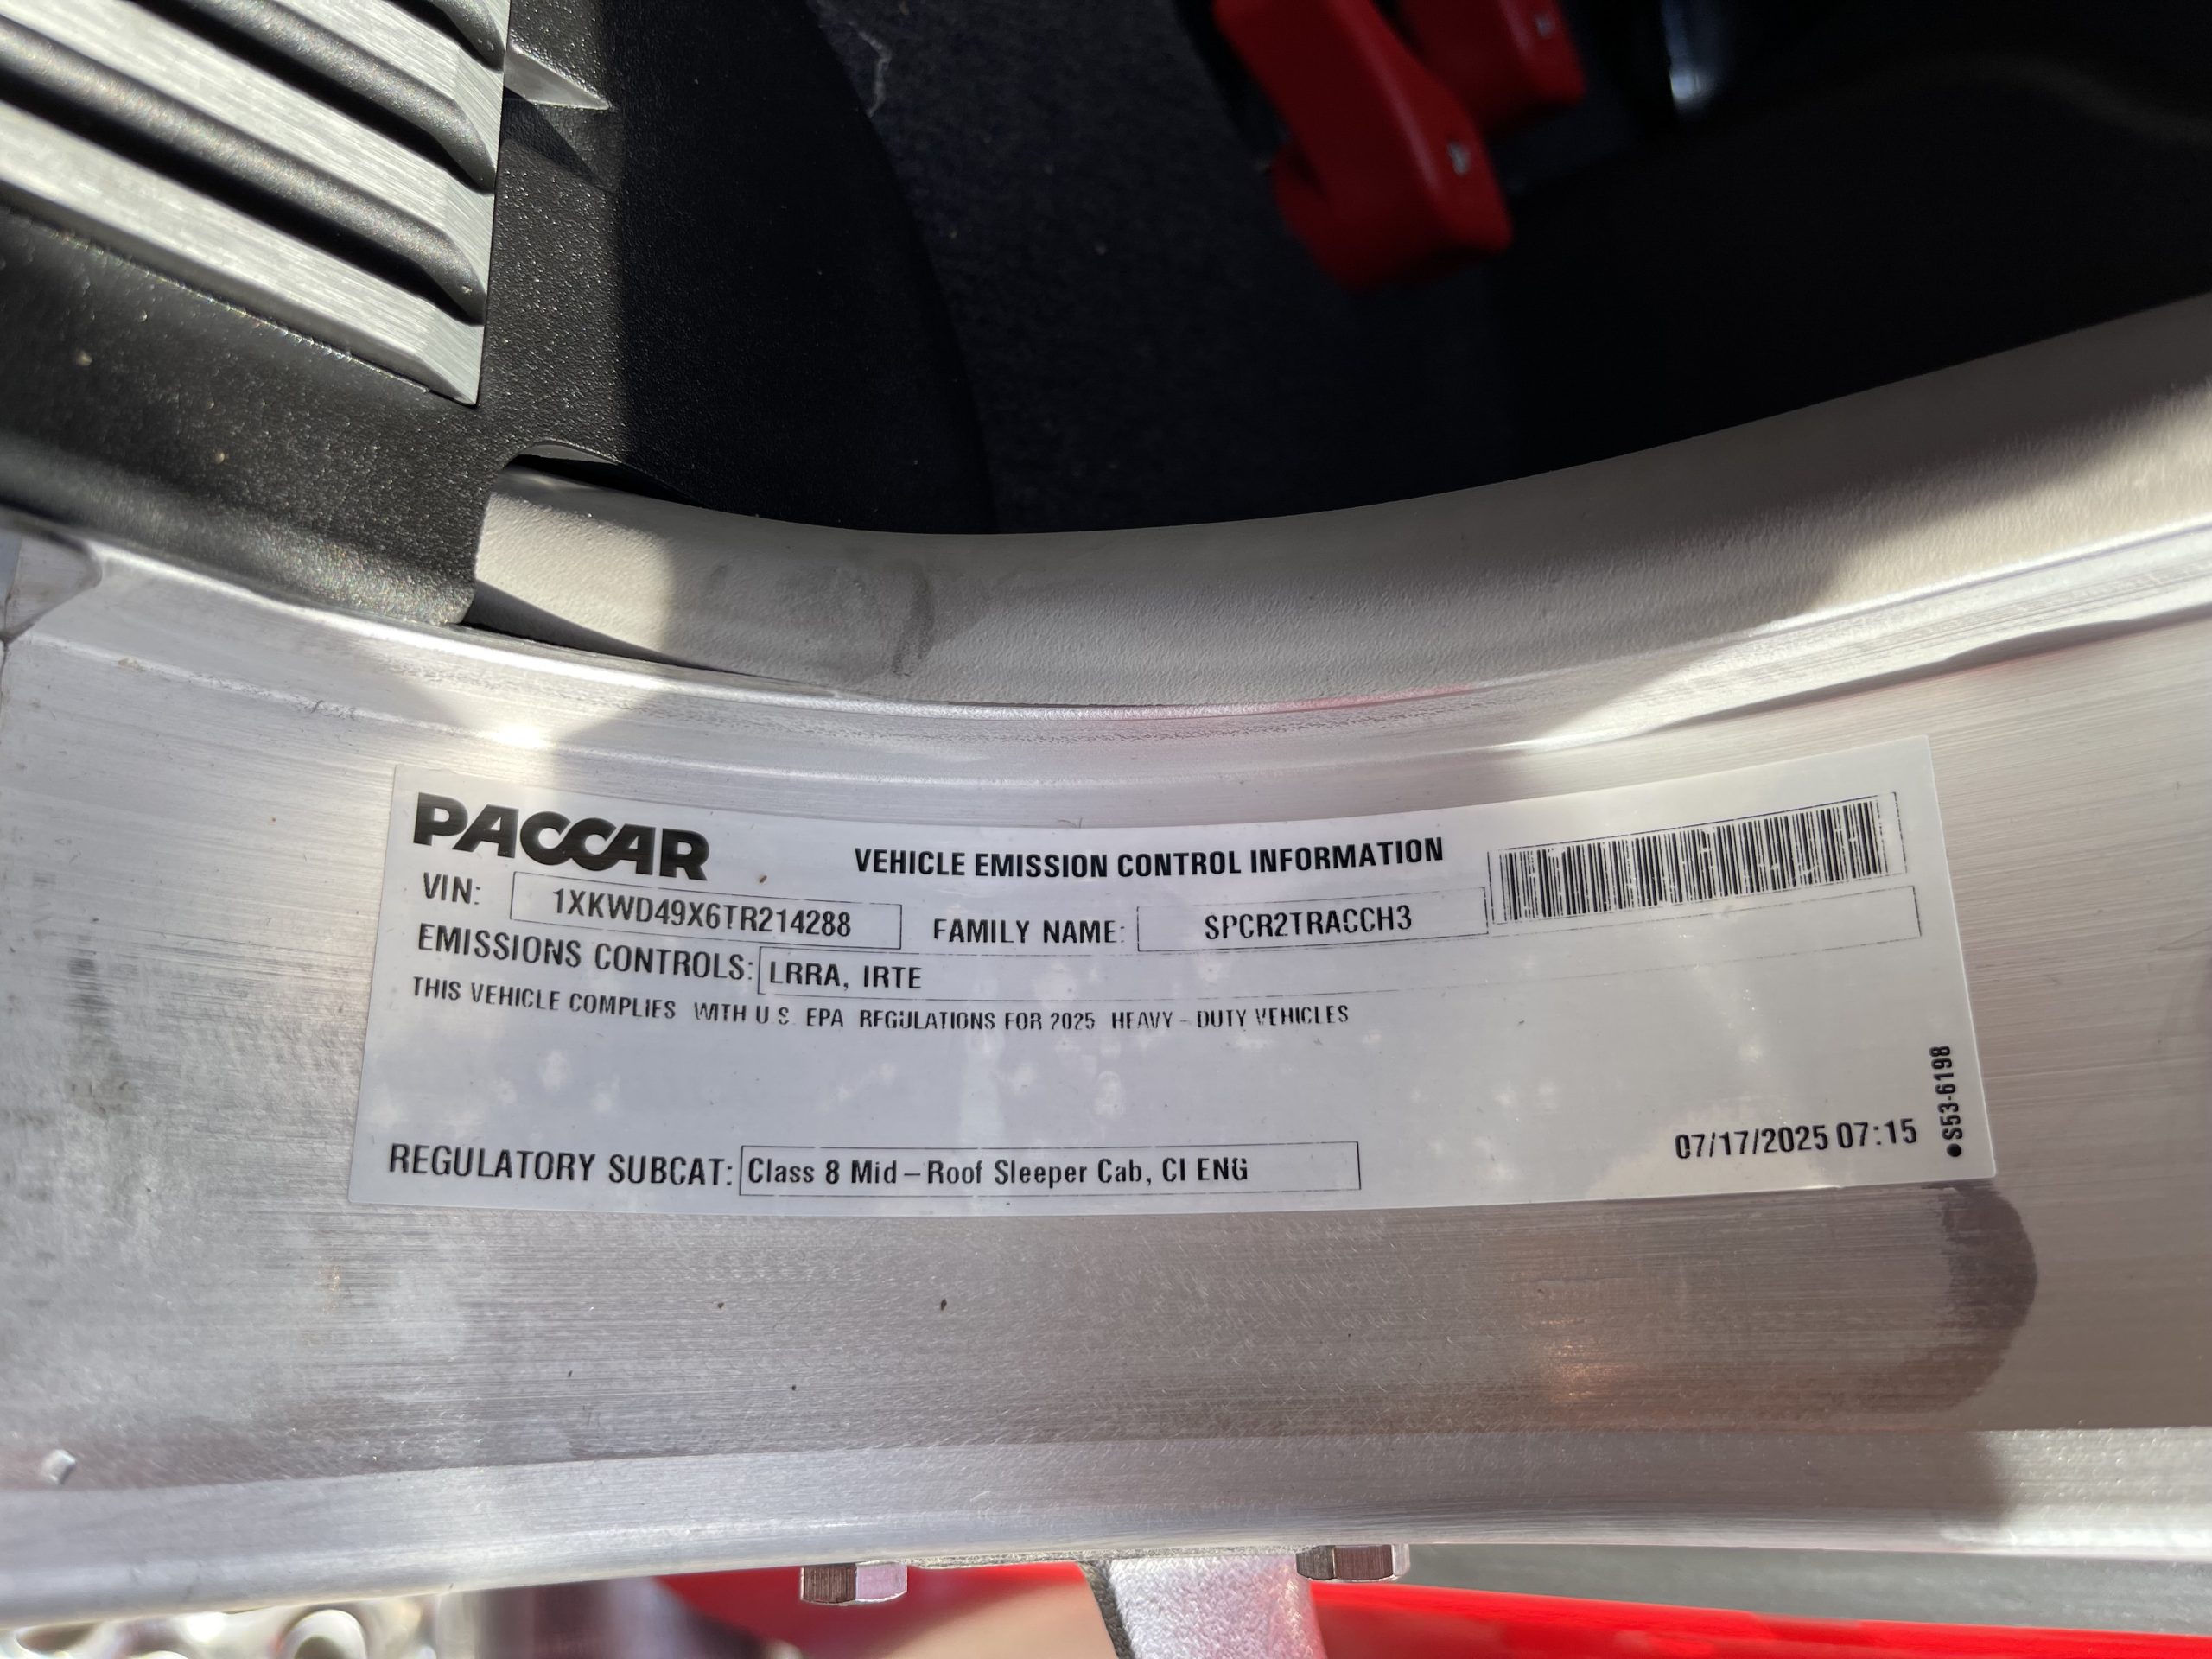 PACCAR
VEHICLE EMISSION CONTROL INFORMATION
VIN: 1XKWD49X6TR214288
FAMILY NAME: SPCR2TRACCH3
EMISSIONS CONTROLS: LRRA, IRTE
THIS VEHICLE COMPLIES WITH U S. EPA REGULATIONS FOR 2025 HEAVY - DUTY VEHICLES
REGULATORY SUBCAT: Class 8 Mid-Roof Sleeper Cab, CI ENG
07/17/2025 07:15
●S53-6198